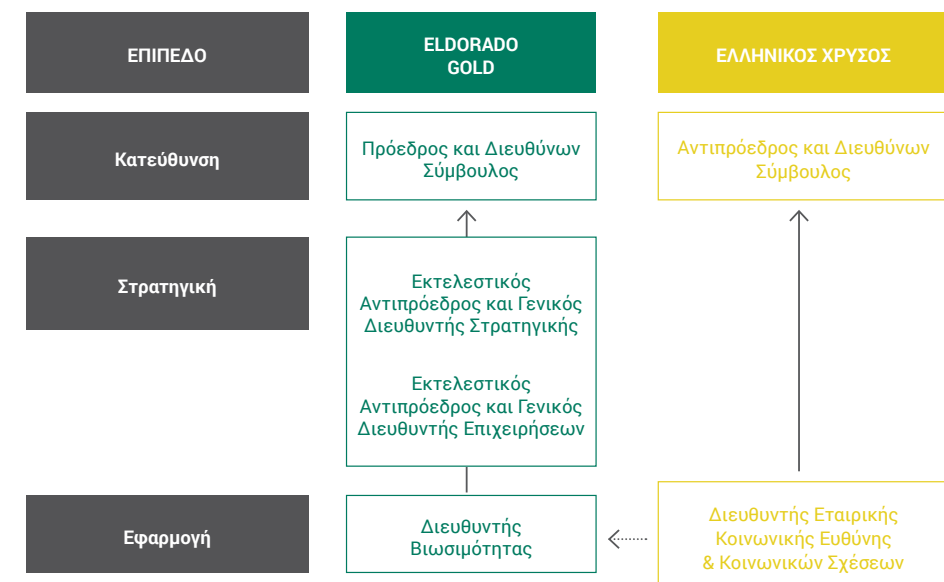 ΕΠΙΠΕΔΟ
ELDORADO
GOLD
ΕΛΛΗΝΙΚΟΣ ΧΡΥΣΟΣ
Κατεύθυνση
Πρόεδρος και Διευθύνων
Σύμβουλος
Αντιπρόεδρος και Διευθύνων
Σύμβουλος
Στρατηγική
Εκτελεστικός
Αντιπρόεδρος και Γενικός
Διευθυντής Στρατηγικής
Εκτελεστικός
Αντιπρόεδρος και Γενικός
Διευθυντής Επιχειρήσεων
Εφαρμογή
Διευθυντής
Βιωσιμότητας
Διευθυντής Εταιρικής
Κοινωνικής Ευθύνης
& Κοινωνικών Σχέσεων